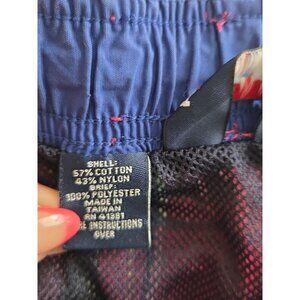 SHELL:
57% COTTON
43% NYLON
BRIEF:
100% POLYESTER
MADE IN
TAIWAN
RN 41381
INSTRUCTIONS
OVER